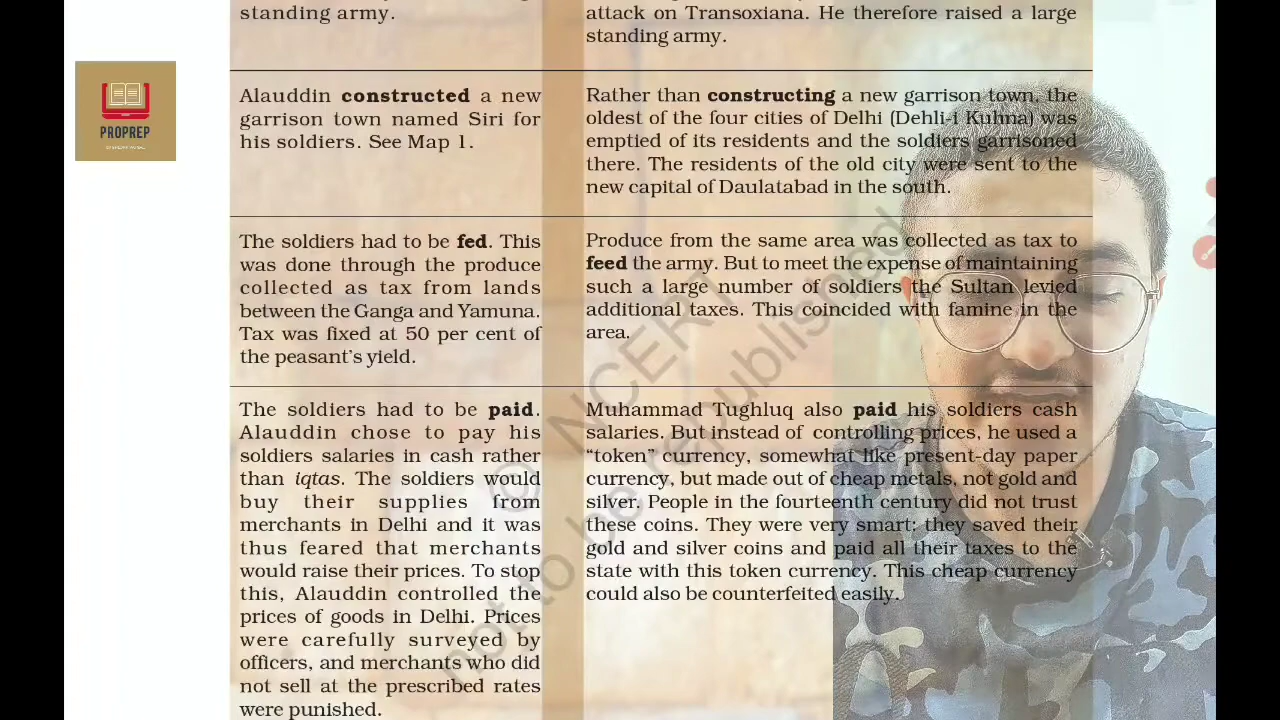 standing army.
attack on Transoxiana. He therefore raised a large
standing army.
PROPREP
Alauddin constructed a new
garrison town named Siri for
his soldiers. See Map 1.
Rather than constructing a new garrison town, the
oldest of the four cities of Delhi (Dehli-i Kuhna) was
emptied of its residents and the soldiers garrisoned
there. The residents of the old city were sent to the
new capital of Daulatabad in the south.
The soldiers had to be fed. This
was done through the produce
collected as tax from lands
between the Ganga and Yamuna.
Tax was fixed at 50 per cent of
the peasant's yield.
Produce from the same area was collected as tax to
feed the army. But to meet the expense of maintaining
such a large number of soldiers the Sultan levied
additional taxes. This coincided with famine in the
area.
The soldiers had to be paid.
Alauddin chose to pay his
soldiers salaries in cash rather
than iqtas. The soldiers would
buy their supplies from
merchants in Delhi and it was
thus feared that merchants
would raise their prices. To stop
this, Alauddin controlled the
prices of goods in Delhi. Prices
were carefully surveyed by
officers, and merchants who did
not sell at the prescribed rates
were punished.
Muhammad Tughluq also paid his soldiers cash
salaries. But instead of controlling prices, he used a
“token” currency, somewhat like present-day paper
currency, but made out of cheap metals, not gold and
silver. People in the fourteenth century did not trust
these coins. They were very smart: they saved their
gold and silver coins and paid all their taxes to the
state with this token currency. This cheap currency
could also be counterfeited easily.
© NCERT
not to be republished